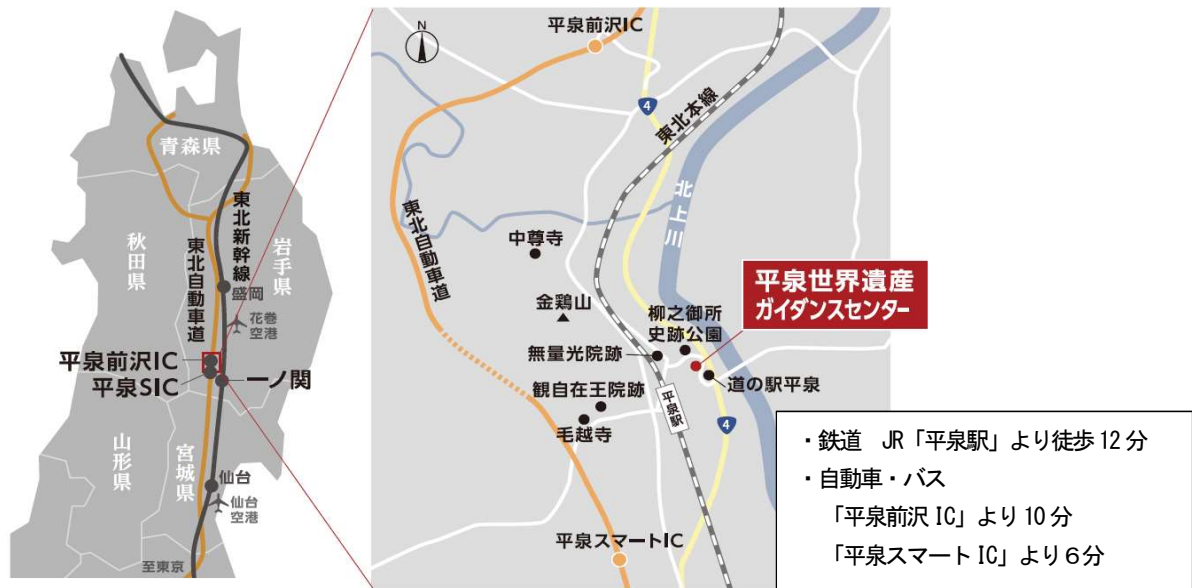 青森県
秋田県
岩手県
東北新幹線
東北自動車道
盛岡
花巻
空港
平泉前沢IC
平泉SIC
一ノ関
山形県
宮城県
仙台
仙台
空港
至東京
N
平泉前沢IC
4
東北本線
北上川
東北自動車道
中尊寺
金鶏山
柳之御所
史跡公園
平泉世界遺産
ガイダンスセンター
無量光院跡
道の駅平泉
観自在王院跡
毛越寺
平泉駅
4
平泉スマートIC
・鉄道 JR「平泉駅」より徒歩12分
・自動車・バス
「平泉前沢IC」より10分
「平泉スマートIC」より6分